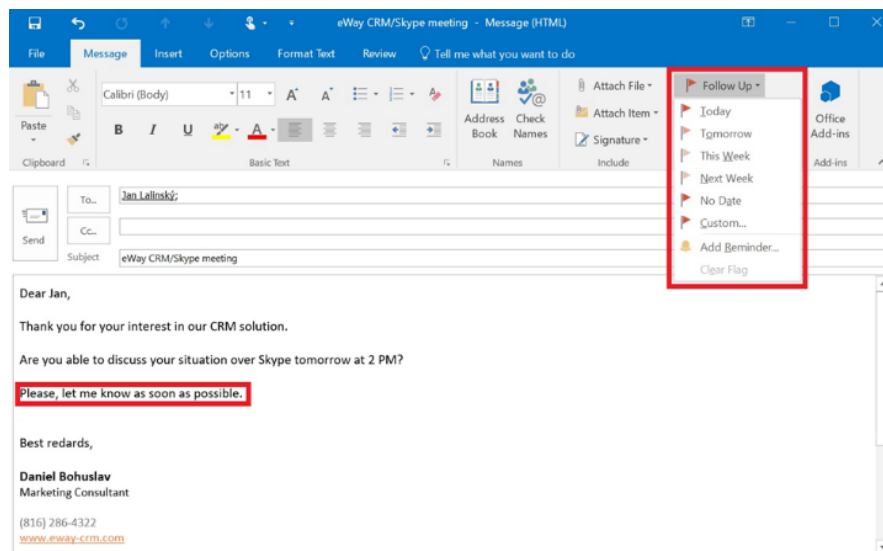 eWay CRM/Skype meeting - Message (HTML)
File Message Insert Options Format Text Review Tell me what you want to do
Paste
Clipboard
Calibri (Body) 11 A A
B I U aby A
Basic Text
Address Book
Check Names
Names
Attach File
Attach Item
Signature
Include
Follow Up
Today
Tomorrow
This Week
Next Week
No Date
Custom...
Add Reminder...
Clear Flag
Office Add-ins
Add-ins
Send
To... Jan Lalinský;
Cc...
Subject eWay CRM/Skype meeting
Dear Jan,
Thank you for your interest in our CRM solution.
Are you able to discuss your situation over Skype tomorrow at 2 PM?
Please, let me know as soon as possible.
Best redards,
Daniel Bohuslav
Marketing Consultant
(816) 286-4322
www.eway-crm.com